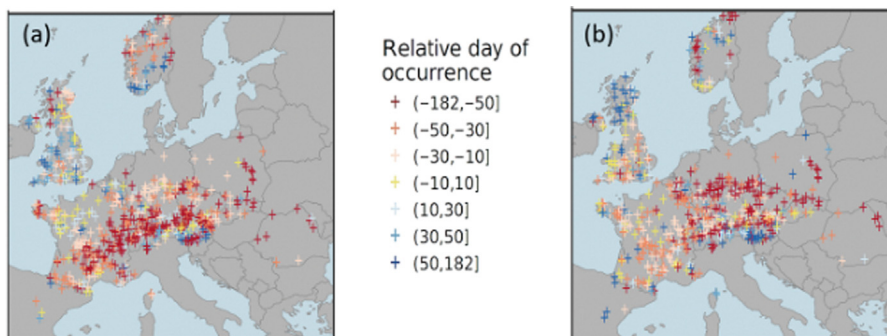 (a)
Relative day of
occurrence
(−182,−50]
(−50,−30]
(−30,−10]
(−10,10]
(10,30]
(30,50]
(50,182]
(b)